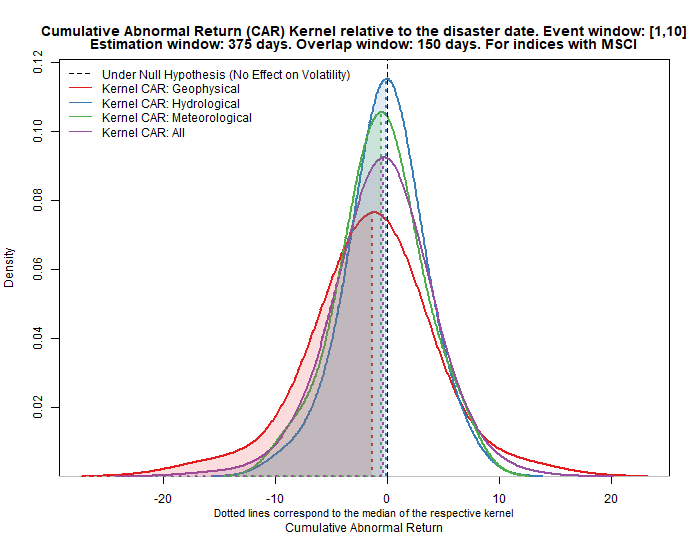 Cumulative Abnormal Return (CAR) Kernel relative to the disaster date. Event window: [1,10]
Estimation window: 375 days. Overlap window: 150 days. For indices with MSCI
Under Null Hypothesis (No Effect on Volatility)
Kernel CAR: Geophysical
Kernel CAR: Hydrological
Kernel CAR: Meteorological
Kernel CAR: All
0.12
0.10
0.08
0.06
0.04
0.02
Density
-20 -10 0 10 20
Dotted lines correspond to the median of the respective kernel
Cumulative Abnormal Return